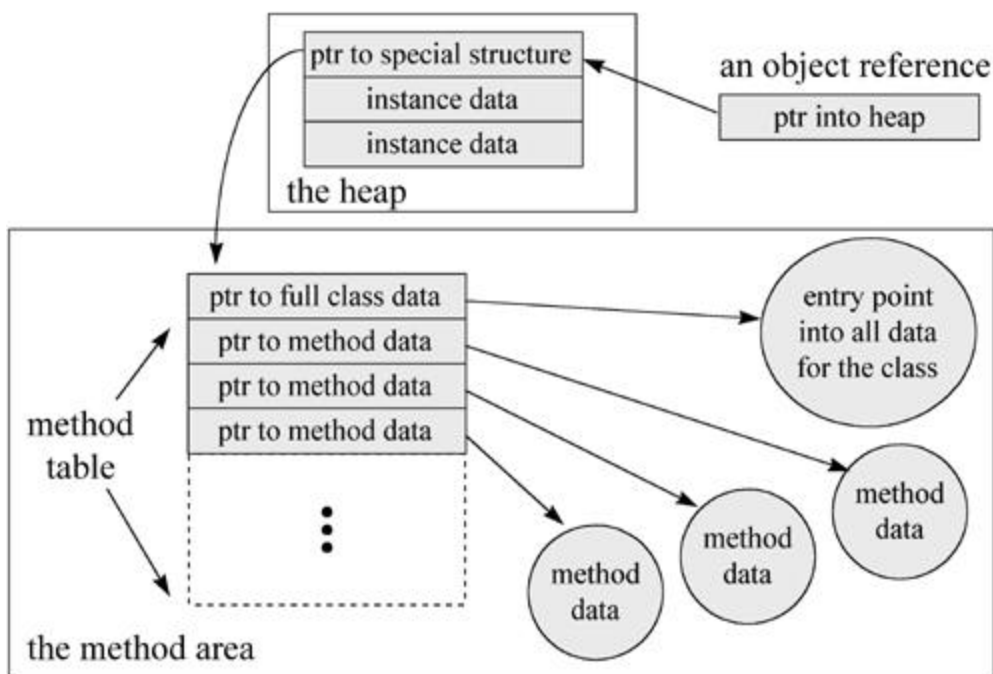 ptr to special structure
instance data
instance data
the heap
an object reference
ptr into heap
ptr to full class data
ptr to method data
ptr to method data
ptr to method data
method
table
entry point
into all data
for the class
method
data
method
data
method
data
the method area